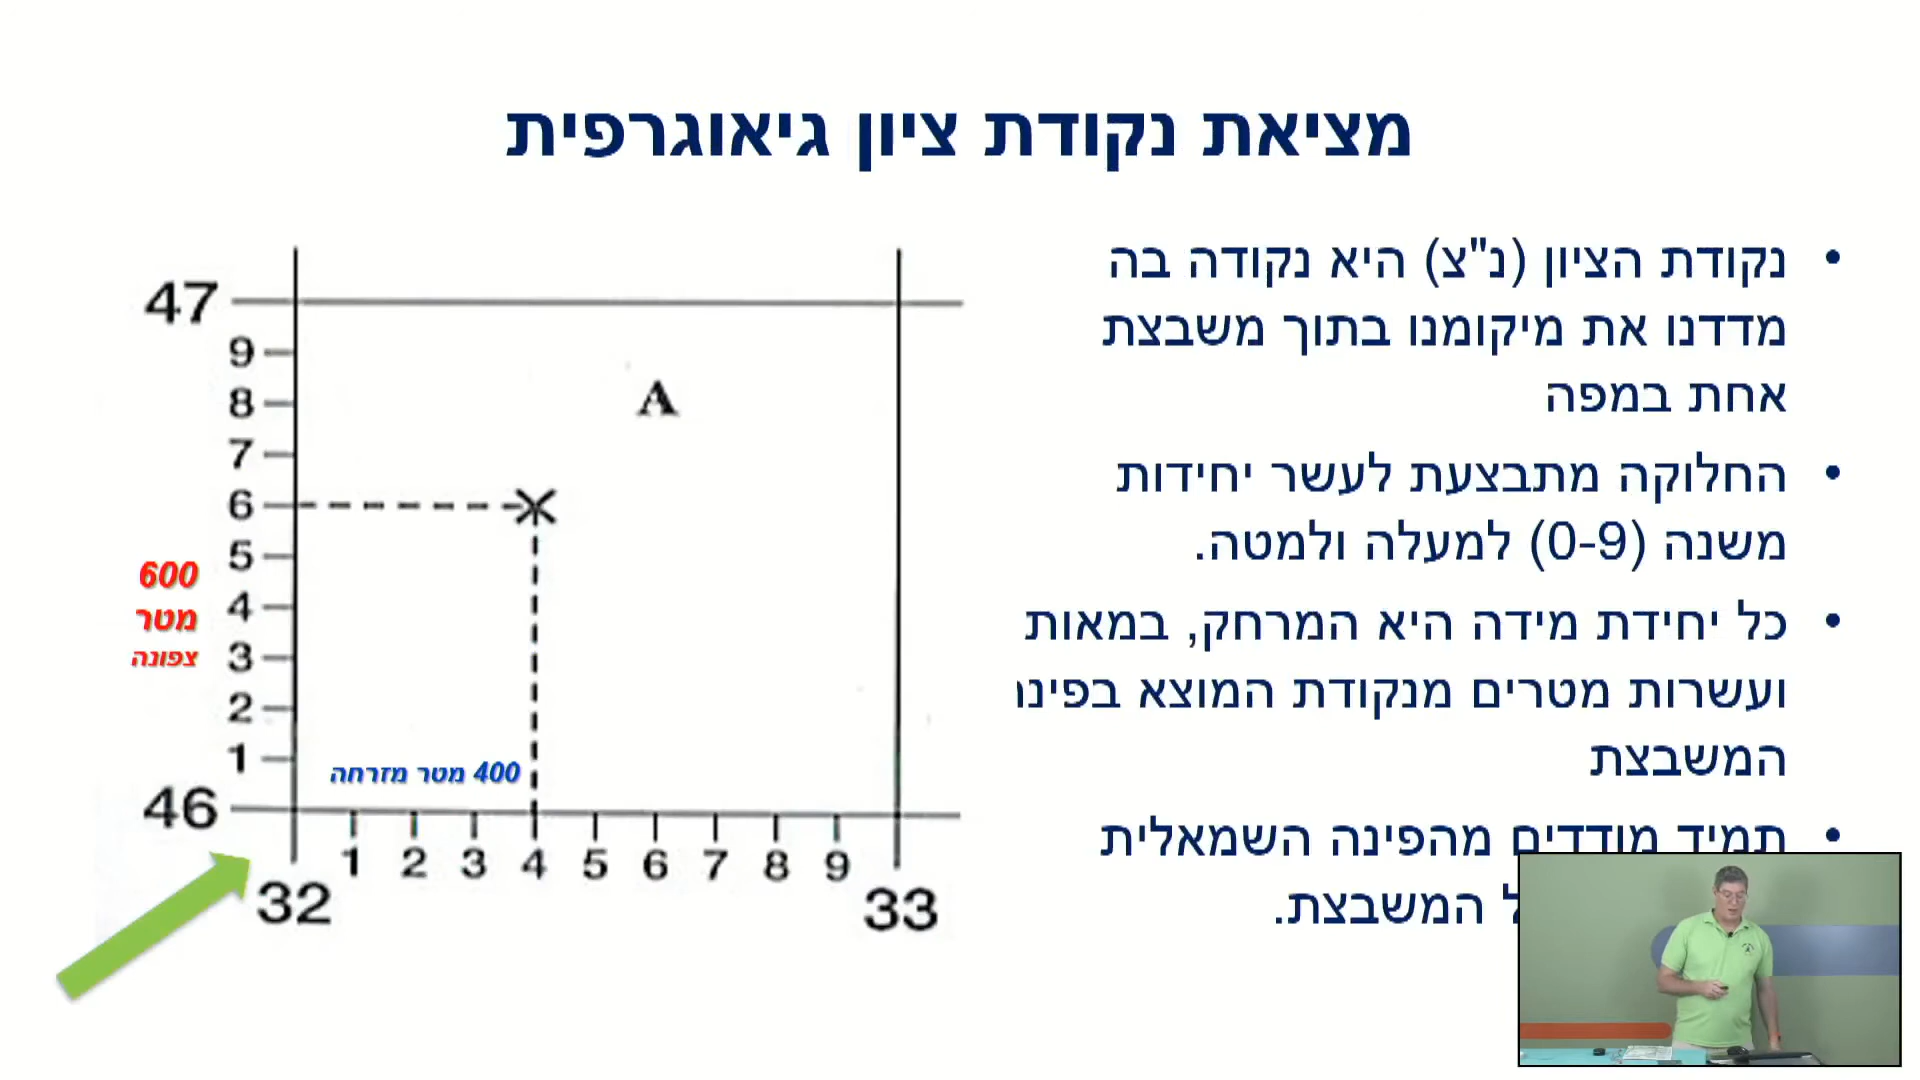 מציאת נקודת ציון גיאוגרפית
• נקודת הציון (נ"צ) היא נקודה בה
מדדנו את מיקומנו בתוך משבצת
אחת במפה
• החלוקה מתבצעת לעשר יחידות
משנה (0-9) למעלה ולמטה.
• כל יחידת מידה היא המרחק, במאות
ועשרות מטרים מנקודת המוצא
המשבצת
• תמיד מודדים מהפינה השמאלית
המשבצת.
47
9
8
A
7
6
5
600
מטר
4
צפונה
3
2
1
400 מטר מזרחה
46
1 2 3 4 5 6 7 8 9
32 33